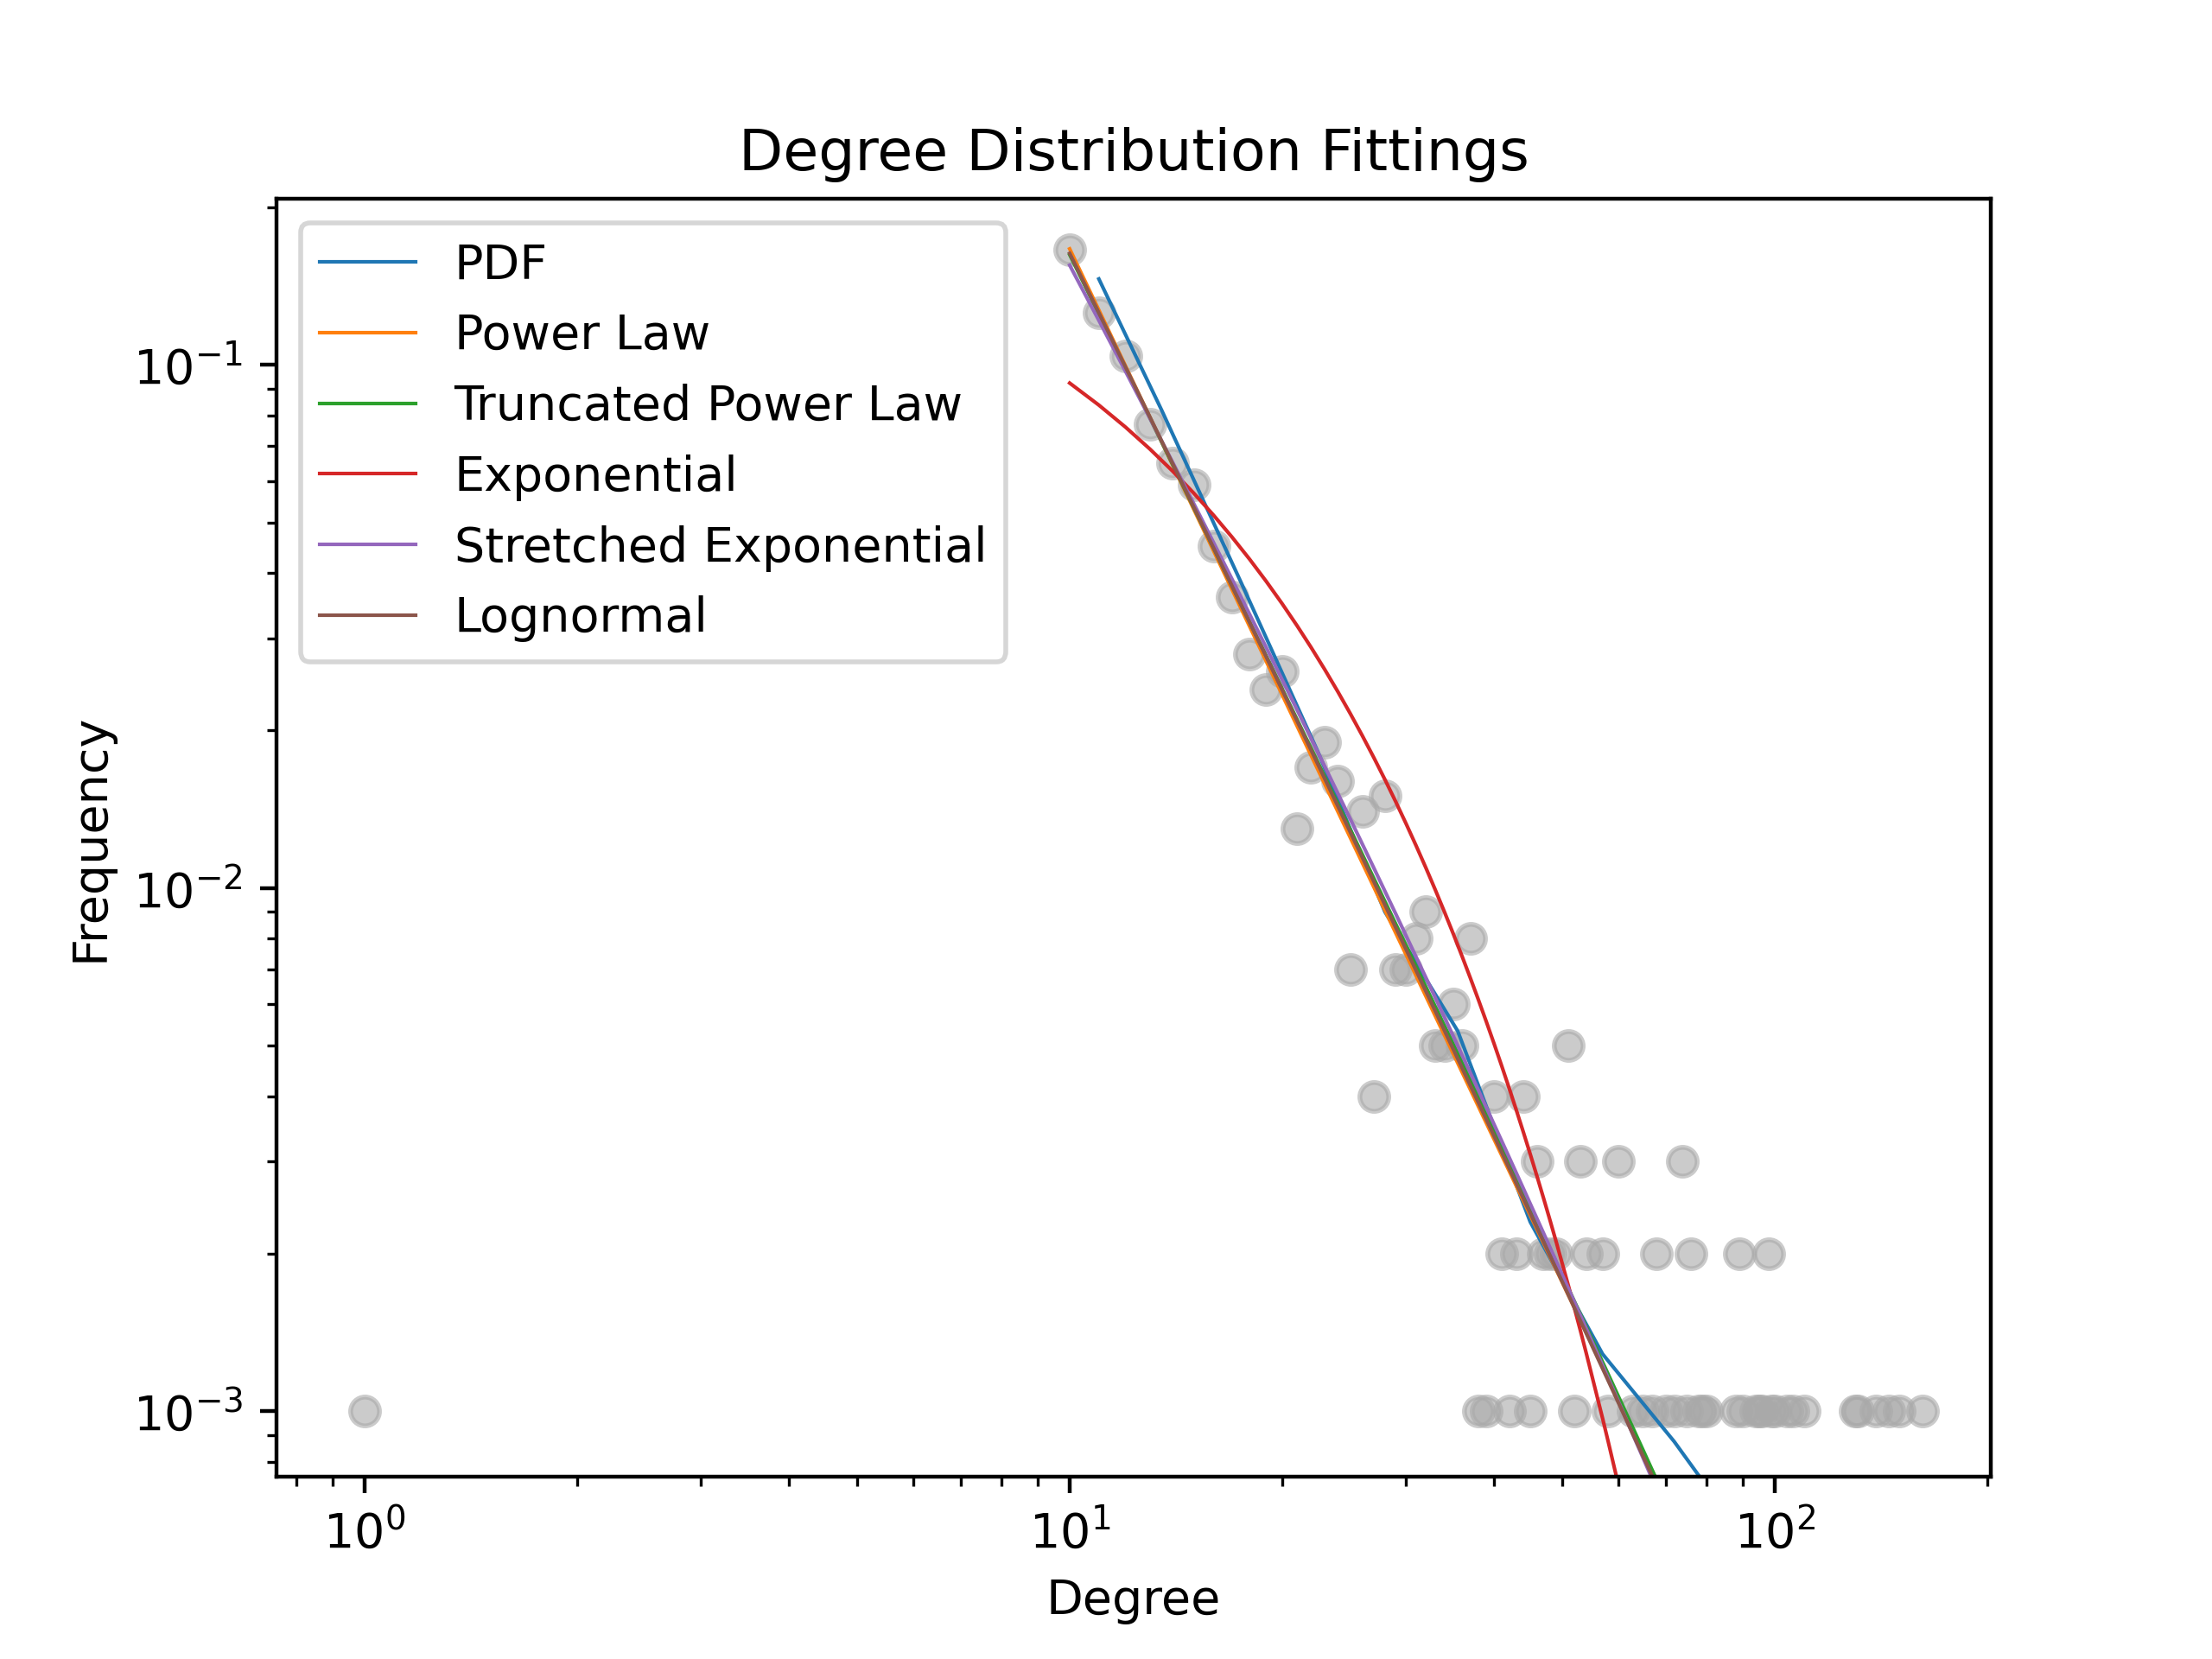 Degree Distribution Fittings
PDF
Power Law
Truncated Power Law
Exponential
Stretched Exponential
Lognormal
Frequency
10⁻¹
10⁻²
10⁻³
10⁰ 10¹ 10²
Degree